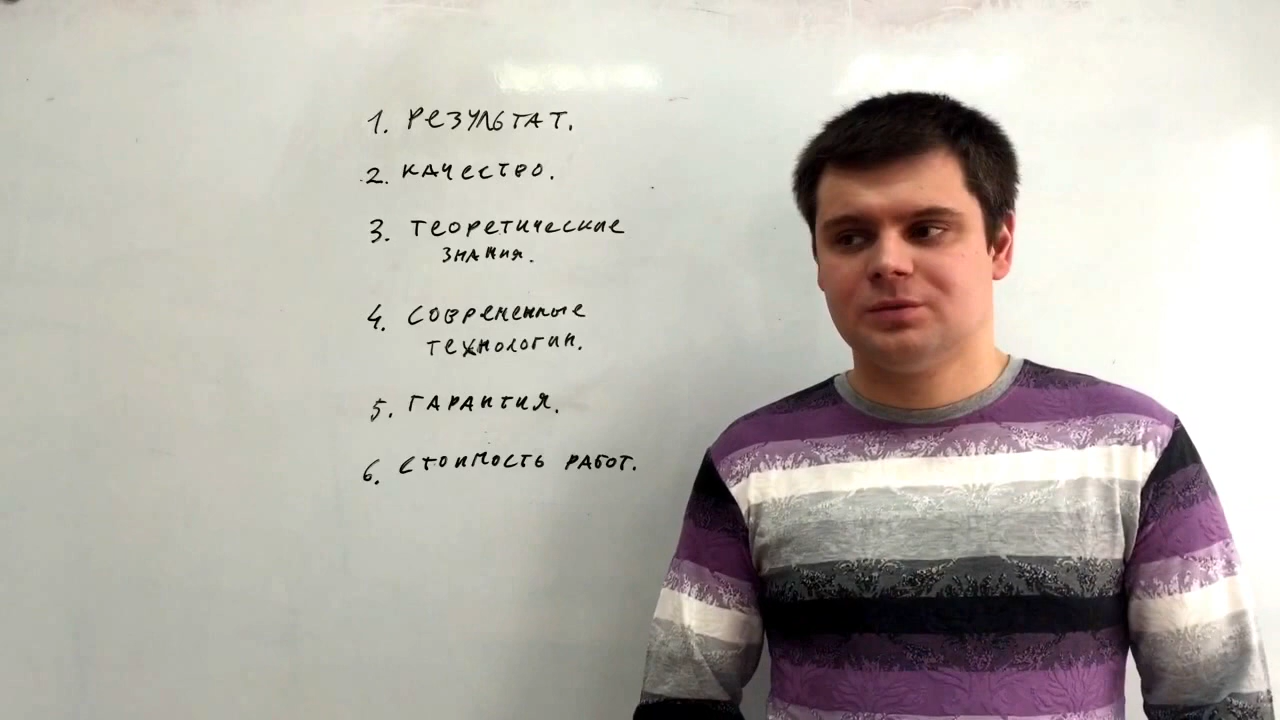 1. РЕЗУЛЬТАТ.
2. КАЧЕСТВО.
3. ТЕОРЕТИЧЕСКИЕ
ЗНАНИЯ.
4. СОВРЕМЕННЫЕ
ТЕХНОЛОГИИ.
5. ГАРАНТИЯ.
6. СТОИМОСТЬ РАБОТ.